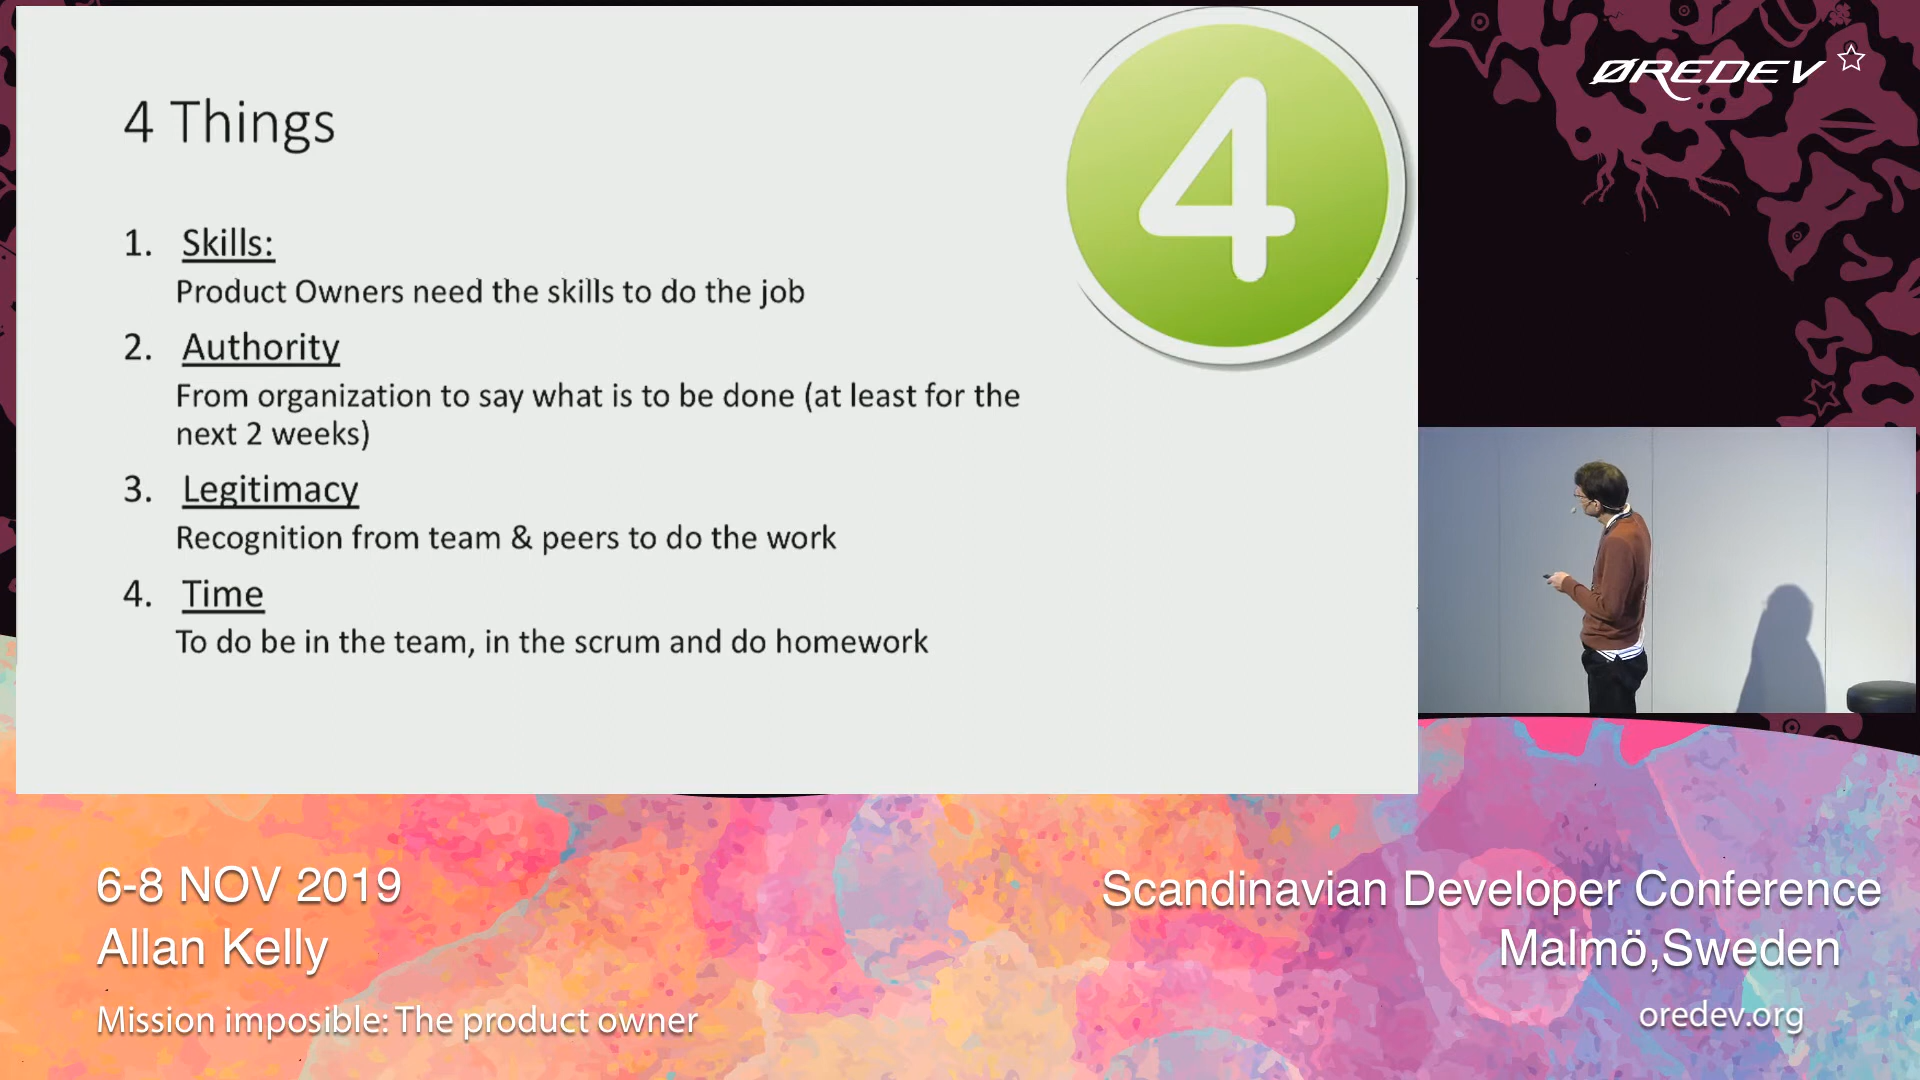 4 Things
4
1. Skills:
Product Owners need the skills to do the job
2. Authority
From organization to say what is to be done (at least for the
next 2 weeks)
3. Legitimacy
Recognition from team & peers to do the work
4. Time
To do be in the team, in the scrum and do homework
ØREDEV
6-8 NOV 2019
Allan Kelly
Mission imposible: The product owner
Scandinavian Developer Conference
Malmö,Sweden
oredev.org